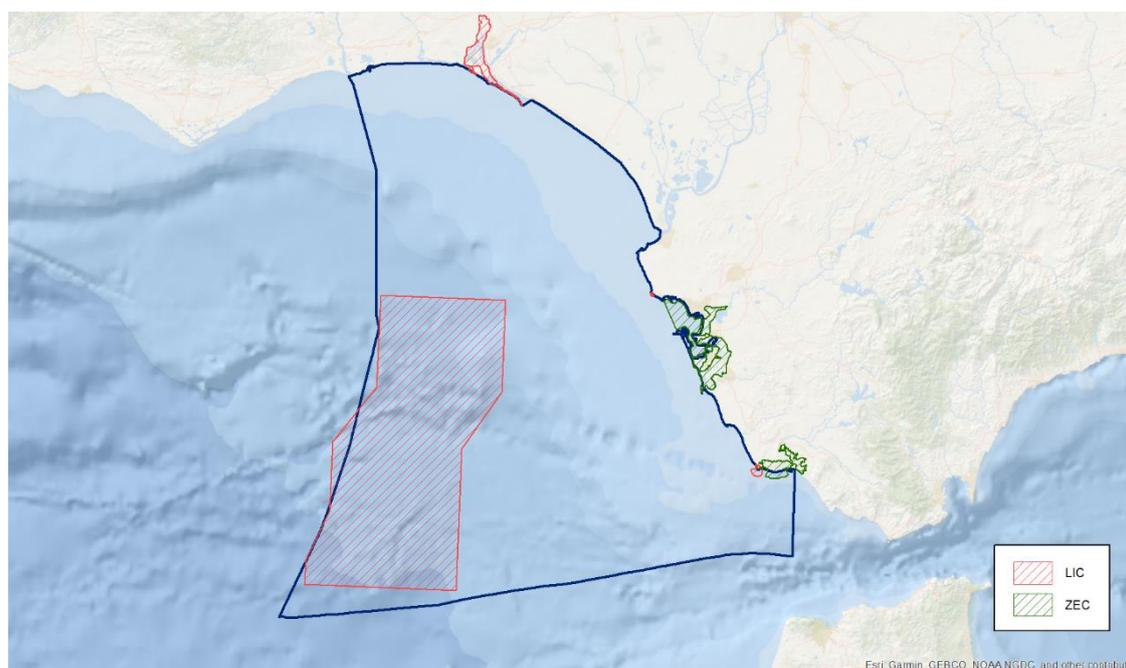 LIC
ZEC
Esri, Garmin, GEBCO, NOAA NGDC, and other contribut